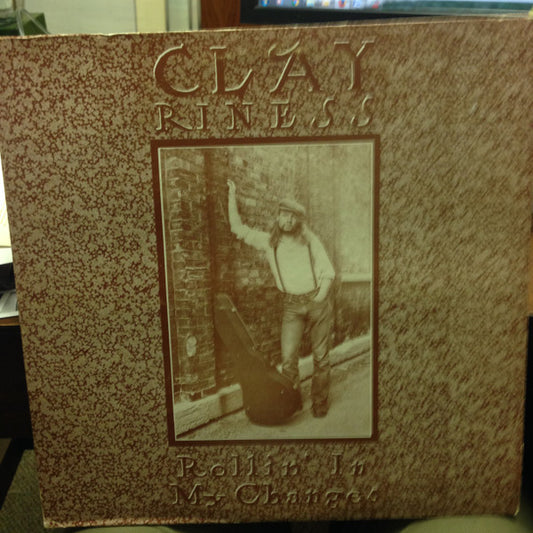 CLAY
RINESS
Rollin' In
My Changes